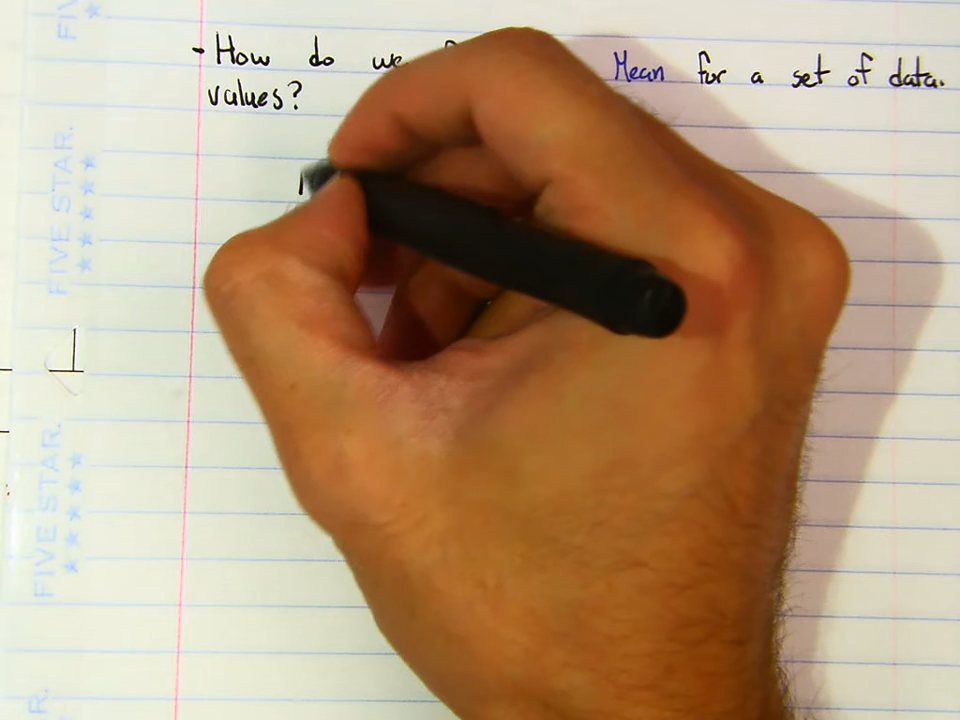 - How do we Mean for a set of data.
values?
FIVE STAR.
FIVE STAR.